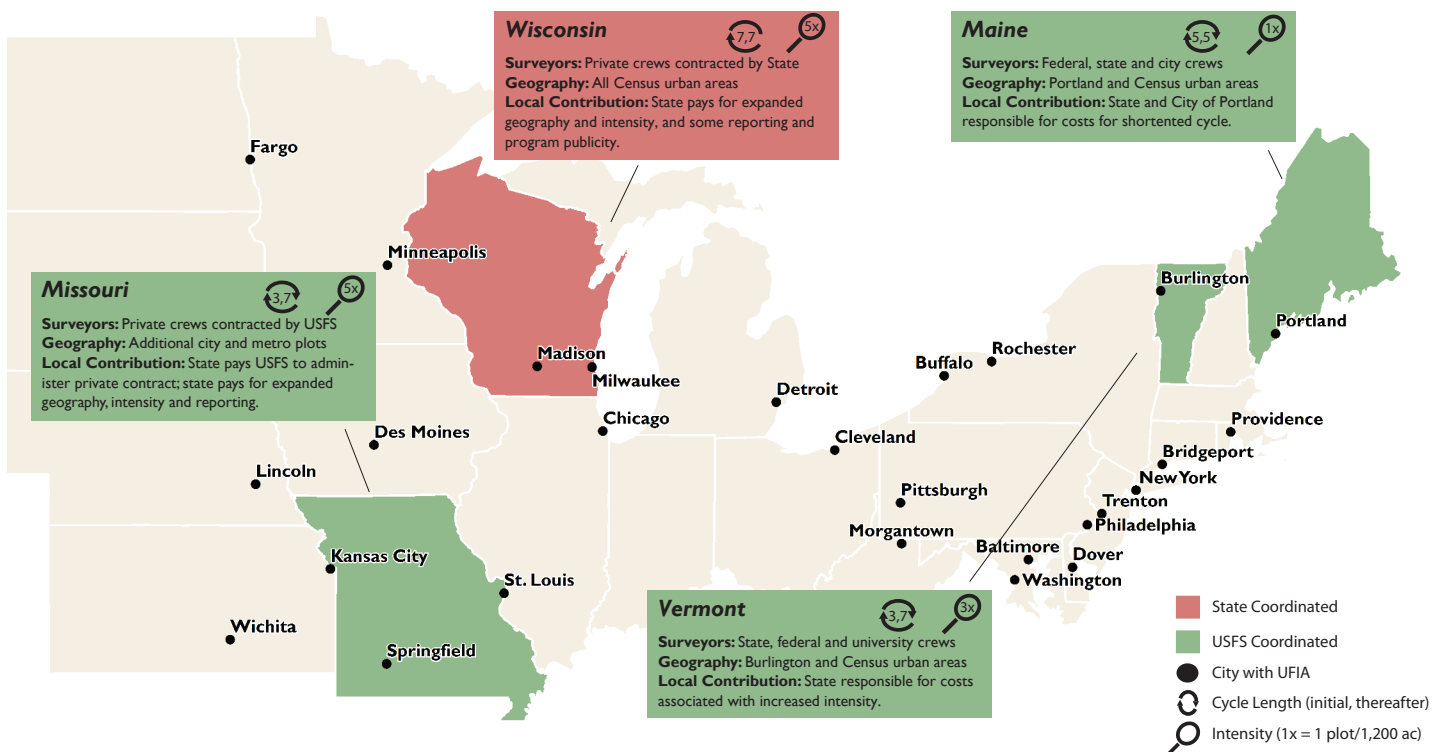 Wisconsin
7,7
5x
Surveyors: Private crews contracted by State
Geography: All Census urban areas
Local Contribution: State pays for expanded
geography and intensity, and some reporting and
program publicity.
Maine
5,5
1x
Surveyors: Federal, state and city crews
Geography: Portland and Census urban areas
Local Contribution: State and City of Portland
responsible for costs for shortented cycle.
Fargo
Minneapolis
Missouri
3,7
5x
Surveyors: Private crews contracted by USFS
Geography: Additional city and metro plots
Local Contribution: State pays USFS to admin-
ister private contract; state pays for expanded
geography, intensity and reporting.
Burlington
Portland
Madison
Milwaukee
Rochester
Buffalo
Detroit
Chicago
Providence
Des Moines
Cleveland
Bridgeport
Lincoln
New York
Pittsburgh
Trenton
Philadelphia
Morgantown
Baltimore
Dover
Washington
Kansas City
St. Louis
Wichita
Springfield
Vermont
3,7
3x
Surveyors: State, federal and university crews
Geography: Burlington and Census urban areas
Local Contribution: State responsible for costs
associated with increased intensity.
State Coordinated
USFS Coordinated
City with UFIA
Cycle Length (initial, thereafter)
Intensity (1x = 1 plot/1,200 ac)